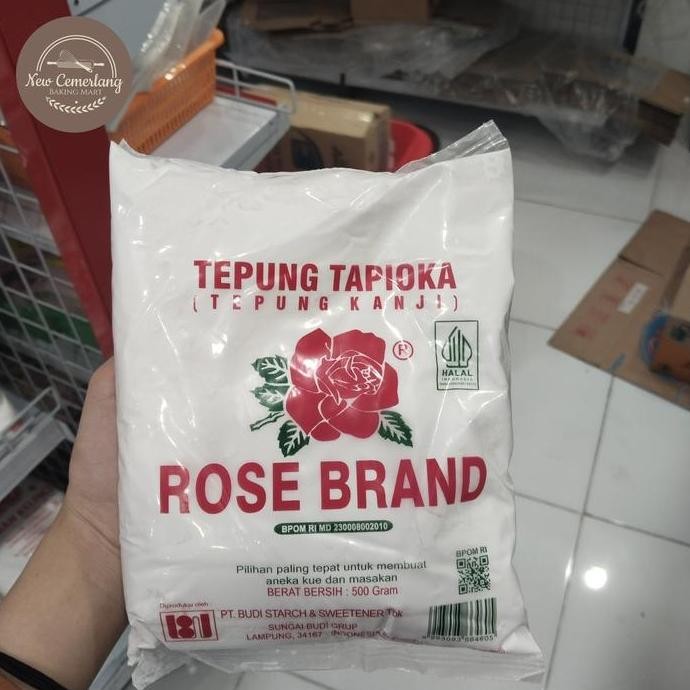 New Cemerlang
BAKING MART
TEPUNG TAPIOKA
(TEPUNG KANJI)
R
HALAL
INDONESIA
ROSE BRAND
BPOM RI MD 230008002010
Pilihan paling tepat untuk membuat
aneka kue dan masakan
BERAT BERSIH : 500 Gram
BPOM RI
Diproduksi oleh :
PT. BUDI STARCH & SWEETENER Tbk
SUNGAI BUDI GRUP
LAMPUNG, 34167 - INDONESIA